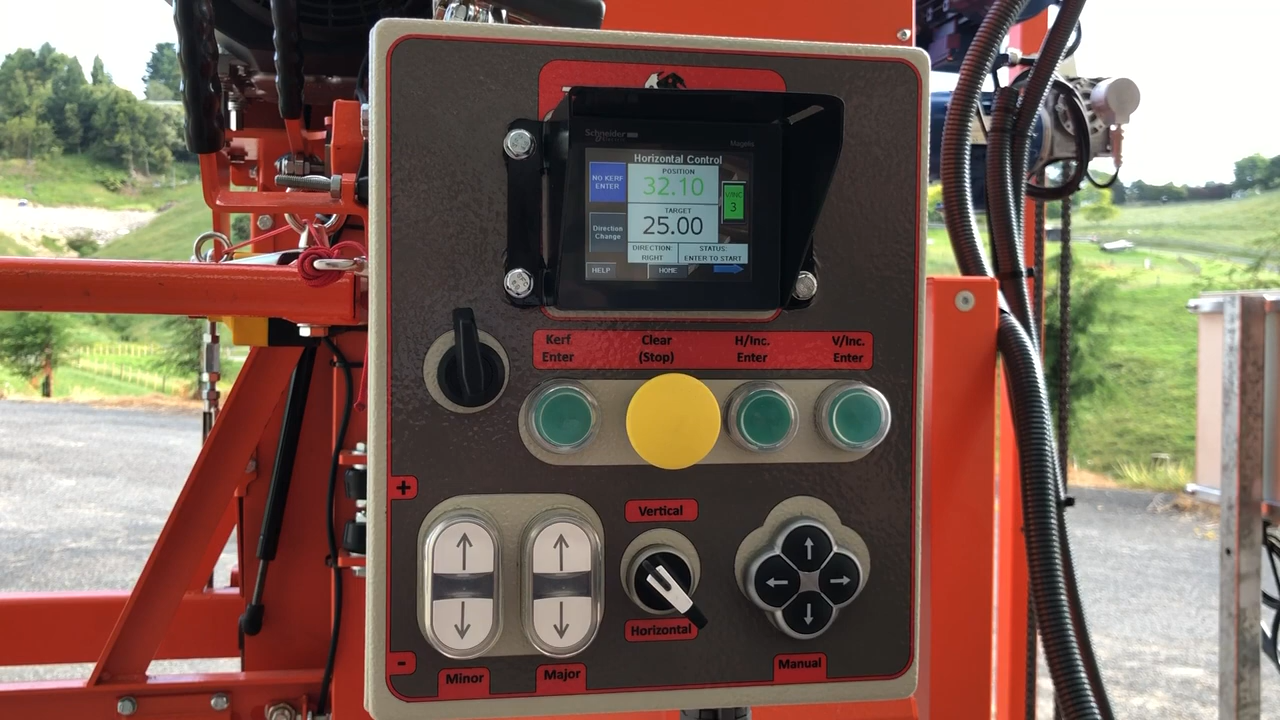 Schneider
Magelis
Horizontal Control
NO KERF
ENTER
POSITION
32.10
V/INC
3
TARGET
25.00
Direction
Change
DIRECTION:
RIGHT
STATUS:
ENTER TO START
HELP
HOME
Kerf
Enter
Clear
(Stop)
H/Inc.
Enter
V/Inc.
Enter
+
Vertical
Horizontal
-
Minor
Major
Manual